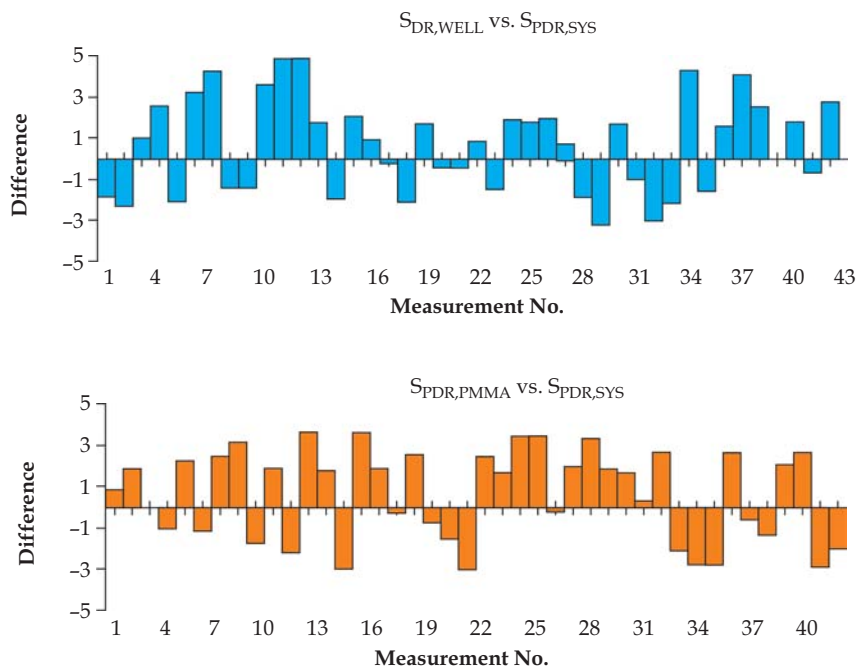 S_DR,WELL vs. S_PDR,SYS
5
3
1
–1
–3
–5
Difference
1 4 7 10 13 16 19 22 25 28 31 34 37 40 43
Measurement No.
S_PDR,PMMA vs. S_PDR,SYS
5
3
1
–1
–3
–5
Difference
1 4 7 10 13 16 19 22 25 28 31 34 37 40
Measurement No.